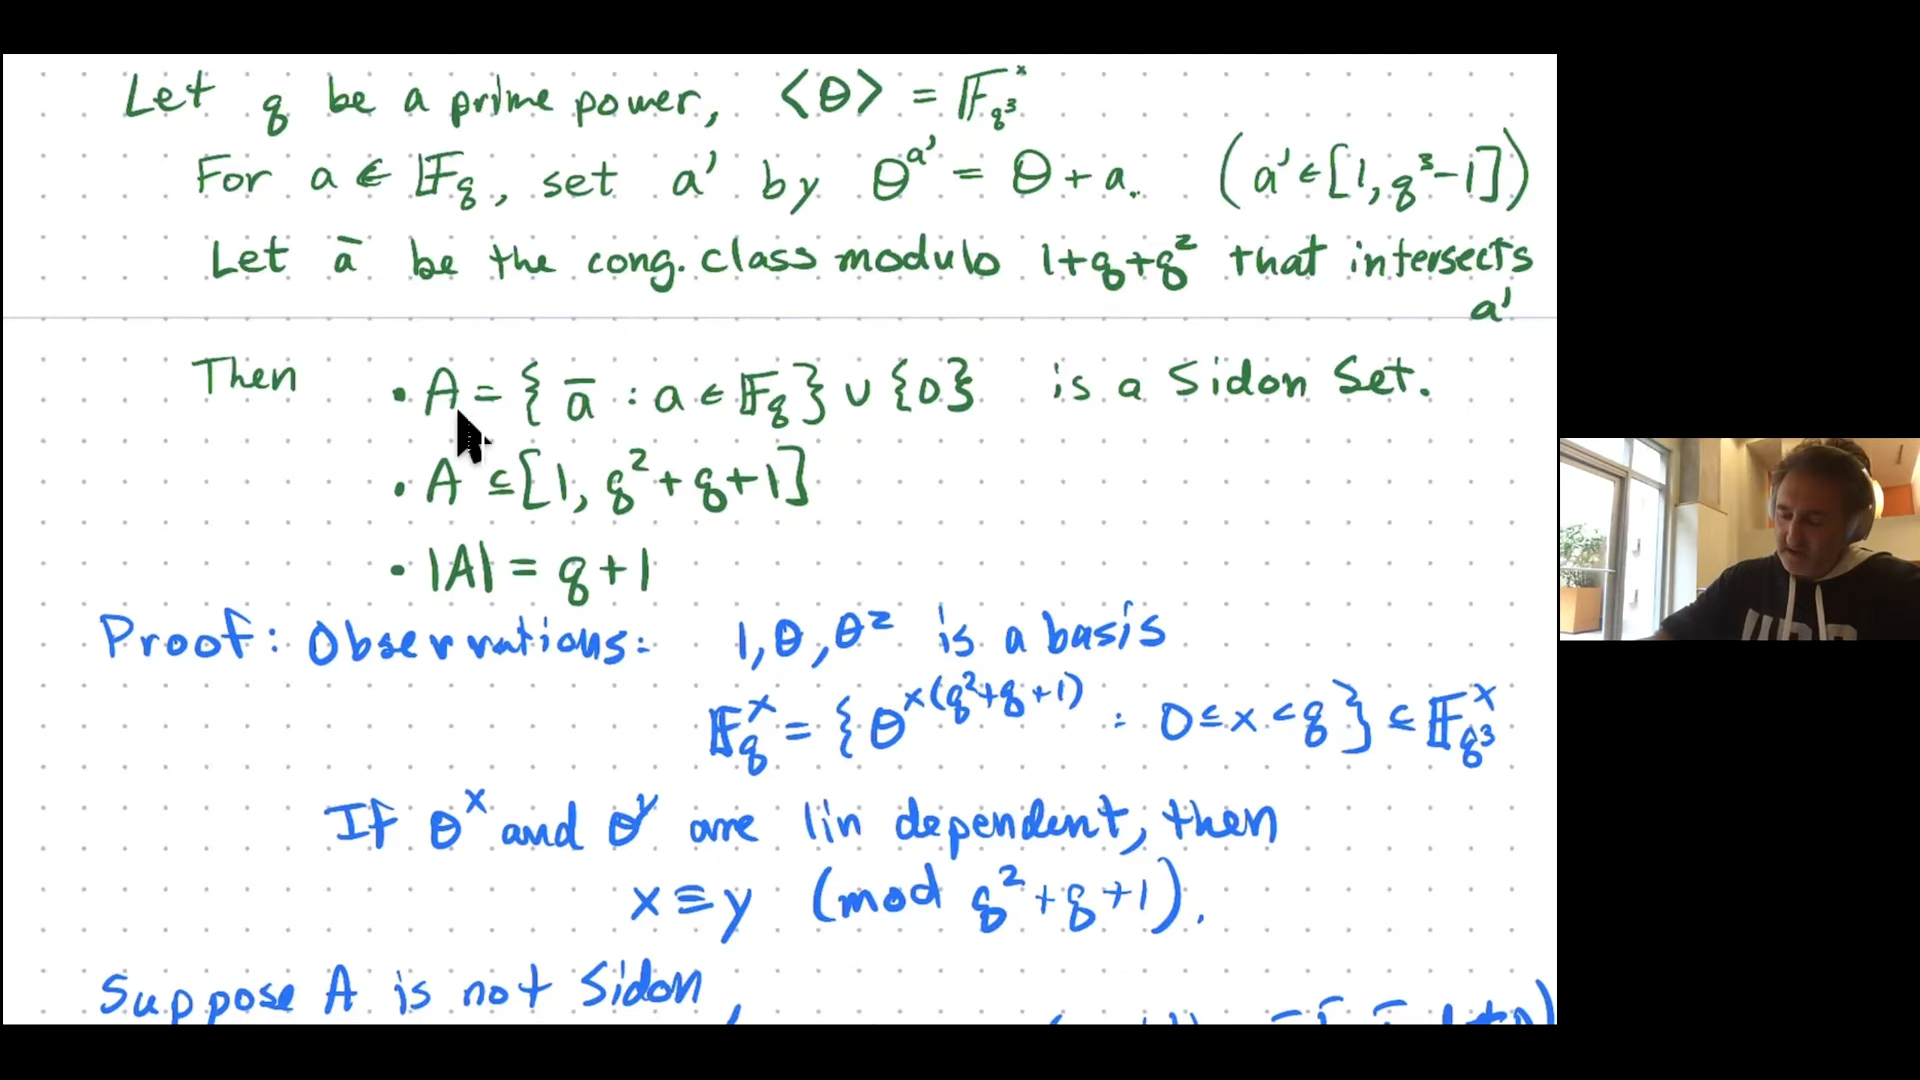 Let q be a prime power, ⟨θ⟩ = 𝔽_{q³}^×
For a ∈ 𝔽_q, set a' by θ^{a'} = θ + a. (a' ∈ [1, q³-1])
Let ā be the cong. class modulo 1+q+q² that intersects
a'
Then • A = { ā : a ∈ 𝔽_q } ∪ {0} is a Sidon Set.
• A ⊆ [1, q²+q+1]
• |A| = q+1
Proof: Observations: 1, θ, θ² is a basis
𝔽_q^× = { θ^{x(q²+q+1)} : 0 ≤ x < q } ⊆ 𝔽_{q³}^×
If θ^x and θ^y are lin dependent, then
x ≡ y (mod q²+q+1).
Suppose A is not Sidon